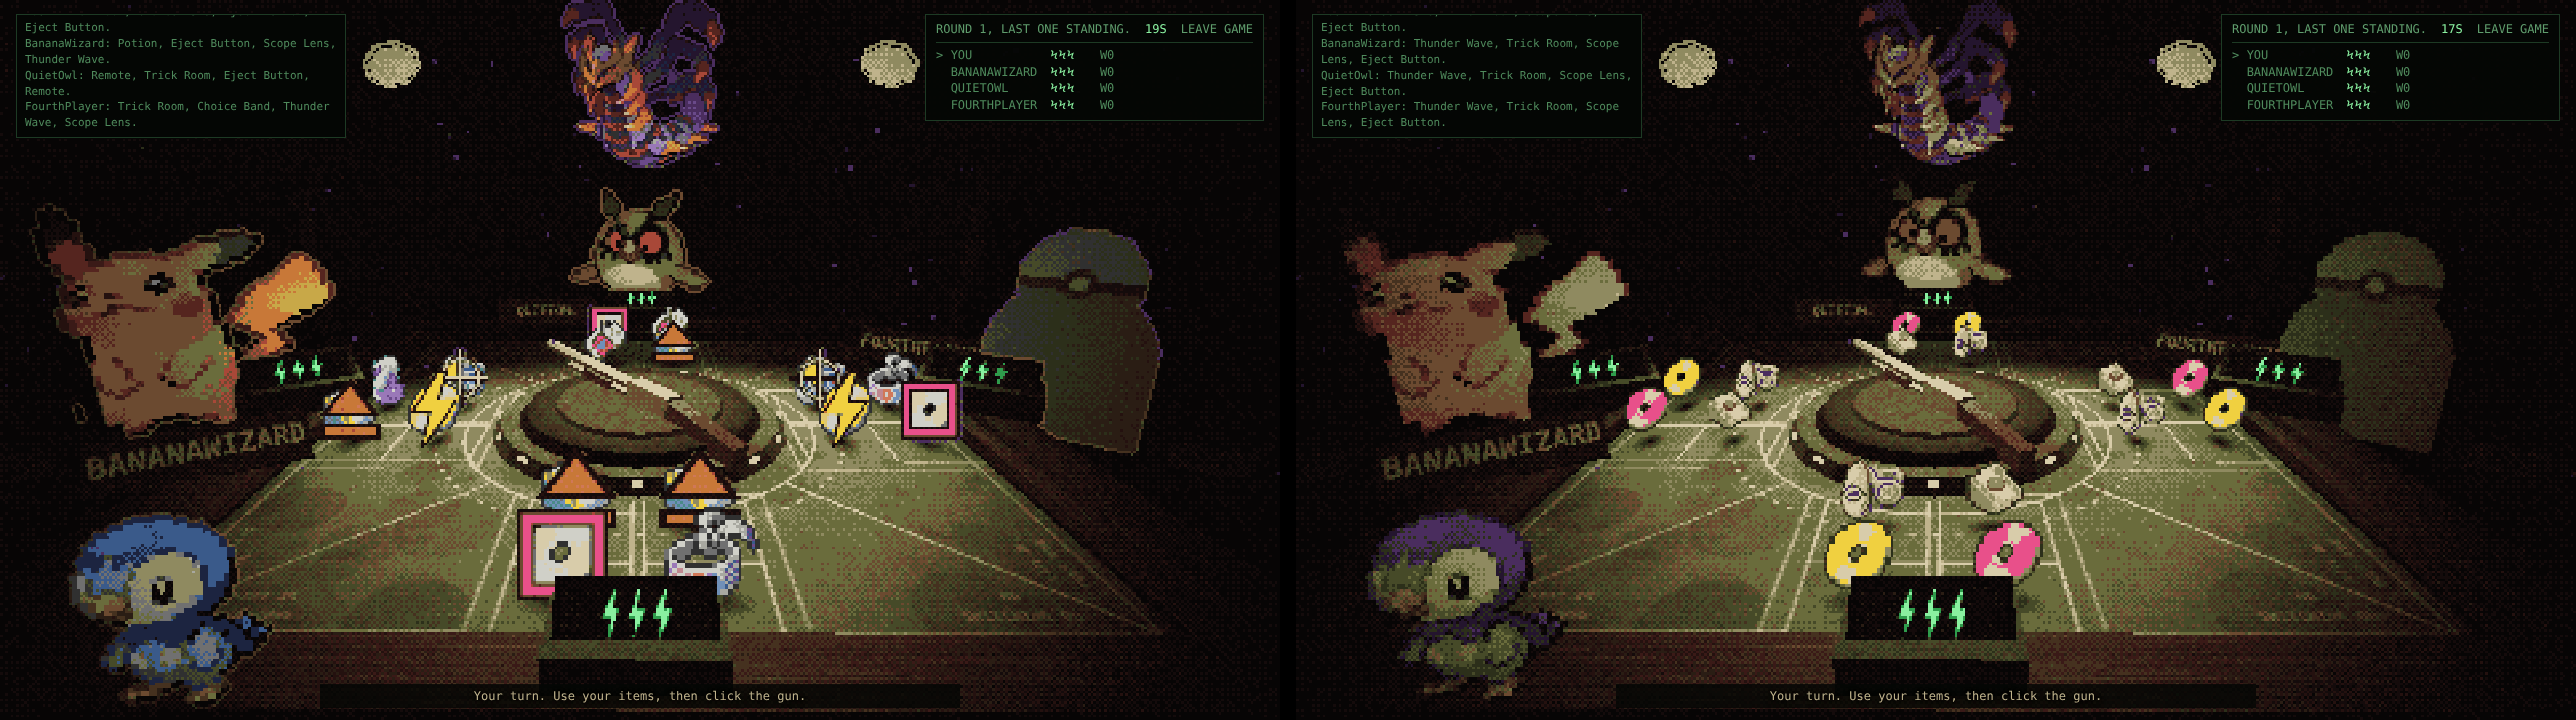 Eject Button.
BananaWizard: Potion, Eject Button, Scope Lens,
Thunder Wave.
QuietOwl: Remote, Trick Room, Eject Button,
Remote.
FourthPlayer: Trick Room, Choice Band, Thunder
Wave, Scope Lens.
ROUND 1, LAST ONE STANDING. 19S LEAVE GAME
> YOU W0
BANANAWIZARD W0
QUIETOWL W0
FOURTHPLAYER W0
BANANAWIZARD
Your turn. Use your items, then click the gun.
Eject Button.
BananaWizard: Thunder Wave, Trick Room, Scope
Lens, Eject Button.
QuietOwl: Thunder Wave, Trick Room, Scope Lens,
Eject Button.
FourthPlayer: Thunder Wave, Trick Room, Scope
Lens, Eject Button.
ROUND 1, LAST ONE STANDING. 17S LEAVE GAME
> YOU W0
BANANAWIZARD W0
QUIETOWL W0
FOURTHPLAYER W0
BANANAWIZARD
Your turn. Use your items, then click the gun.